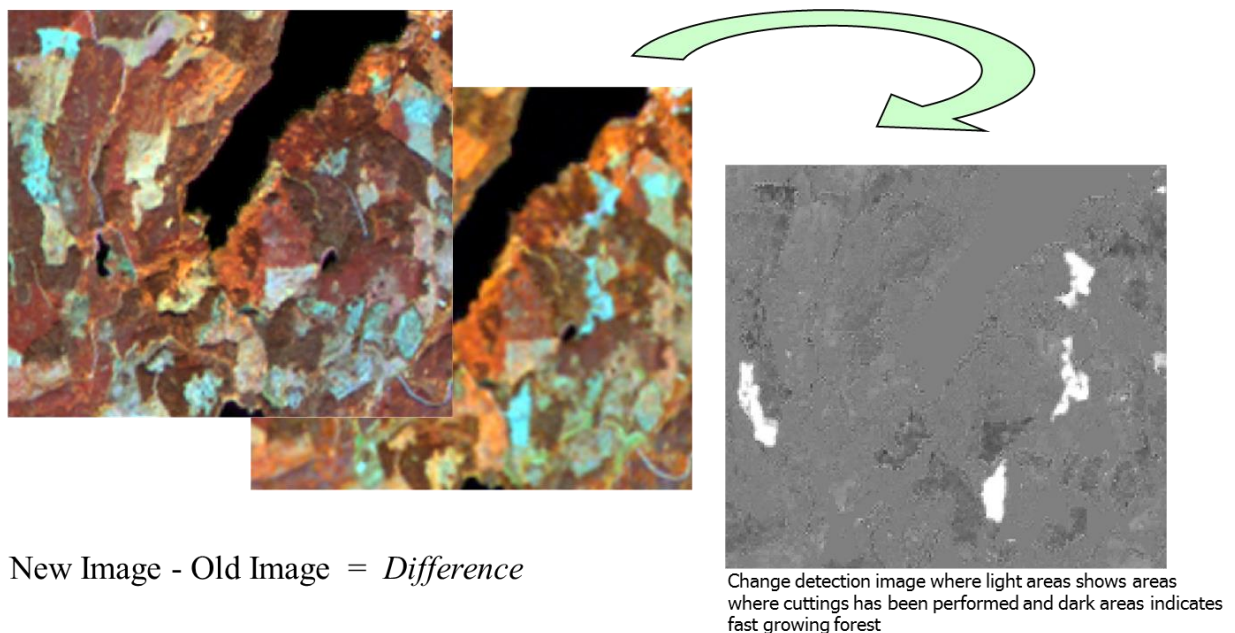 New Image - Old Image = Difference
Change detection image where light areas shows areas
where cuttings has been performed and dark areas indicates
fast growing forest